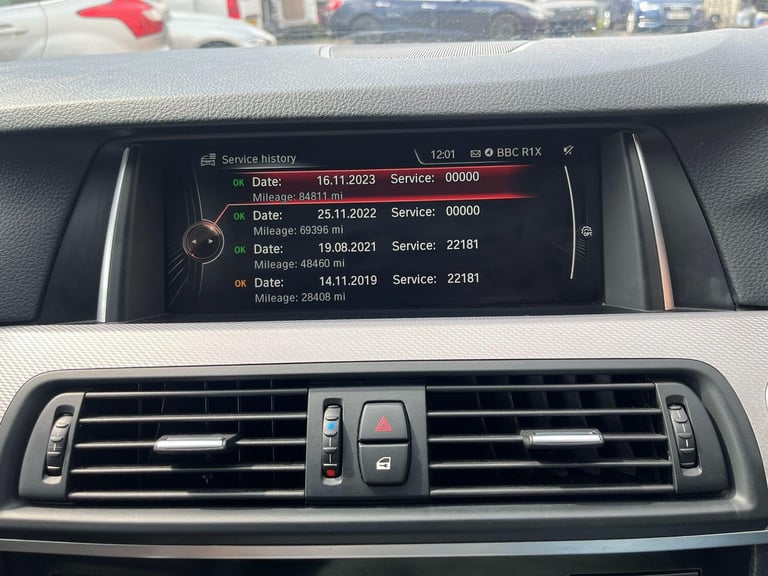 Service history 12:01 BBC R1X
OK Date: 16.11.2023 Service: 00000
Mileage: 84811 mi
OK Date: 25.11.2022 Service: 00000
Mileage: 69396 mi
OK Date: 19.08.2021 Service: 22181
Mileage: 48460 mi
OK Date: 14.11.2019 Service: 22181
Mileage: 28408 mi